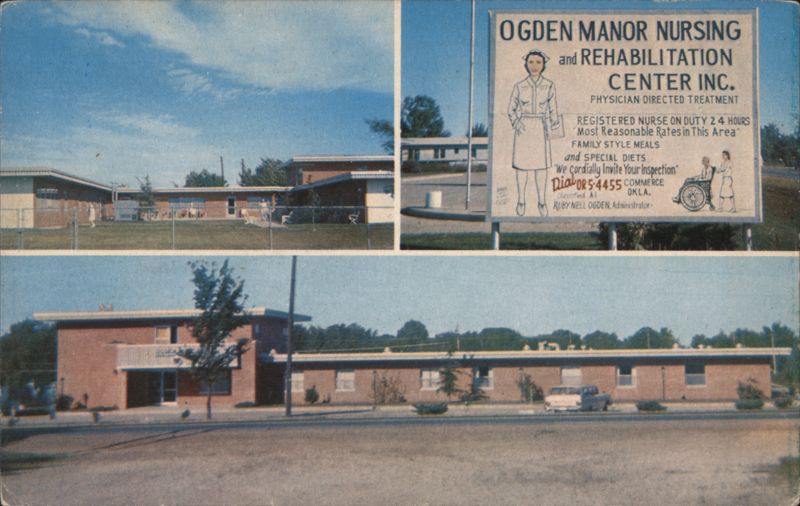 OGDEN MANOR NURSING
and REHABILITATION
CENTER INC.
PHYSICIAN DIRECTED TREATMENT
REGISTERED NURSE ON DUTY 24 HOURS
"Most Reasonable Rates in This Area"
FAMILY STYLE MEALS
and SPECIAL DIETS
"We Cordially Invite Your Inspection"
Dial OR 5-4455 COMMERCE
OKLA.
RUBY NELL OGDEN, Administrator